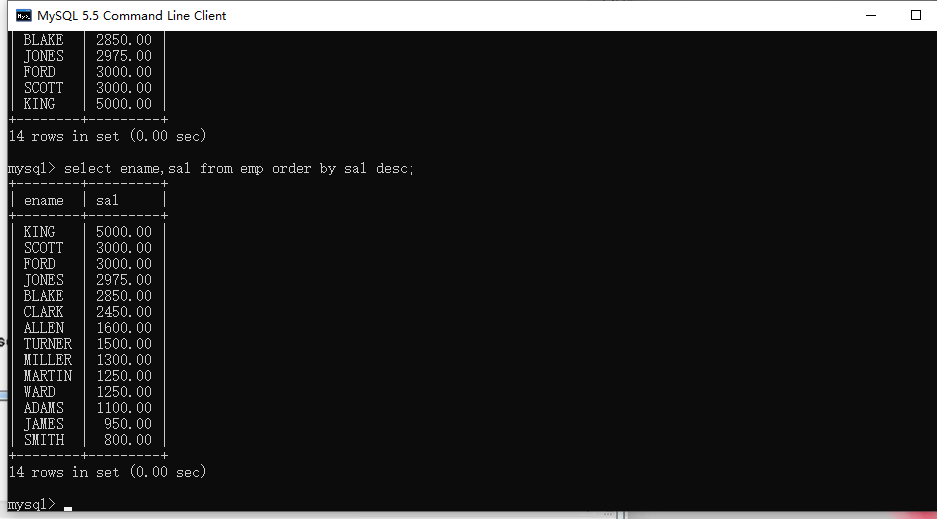 MySQL 5.5 Command Line Client
| BLAKE  | 2850.00 |
| JONES  | 2975.00 |
| FORD   | 3000.00 |
| SCOTT  | 3000.00 |
| KING   | 5000.00 |
+--------+---------+
14 rows in set (0.00 sec)
mysql> select ename,sal from emp order by sal desc;
+--------+---------+
| ename  | sal     |
+--------+---------+
| KING   | 5000.00 |
| SCOTT  | 3000.00 |
| FORD   | 3000.00 |
| JONES  | 2975.00 |
| BLAKE  | 2850.00 |
| CLARK  | 2450.00 |
| ALLEN  | 1600.00 |
| TURNER | 1500.00 |
| MILLER | 1300.00 |
| MARTIN | 1250.00 |
| WARD   | 1250.00 |
| ADAMS  | 1100.00 |
| JAMES  |  950.00 |
| SMITH  |  800.00 |
+--------+---------+
14 rows in set (0.00 sec)
mysql>